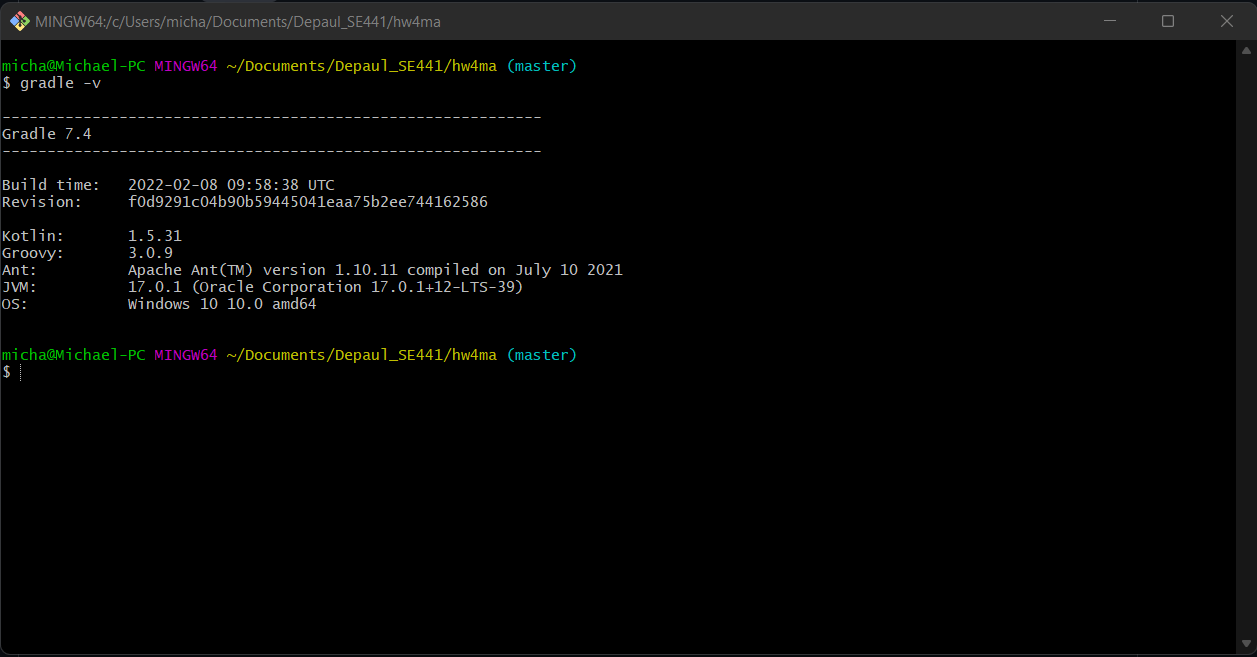 MINGW64:/c/Users/micha/Documents/Depaul_SE441/hw4ma
micha@Michael-PC MINGW64 ~/Documents/Depaul_SE441/hw4ma (master)
$ gradle -v
------------------------------------------------------------
Gradle 7.4
------------------------------------------------------------
Build time:   2022-02-08 09:58:38 UTC
Revision:     f0d9291c04b90b59445041eaa75b2ee744162586
Kotlin:       1.5.31
Groovy:       3.0.9
Ant:          Apache Ant(TM) version 1.10.11 compiled on July 10 2021
JVM:          17.0.1 (Oracle Corporation 17.0.1+12-LTS-39)
OS:           Windows 10 10.0 amd64
micha@Michael-PC MINGW64 ~/Documents/Depaul_SE441/hw4ma (master)
$